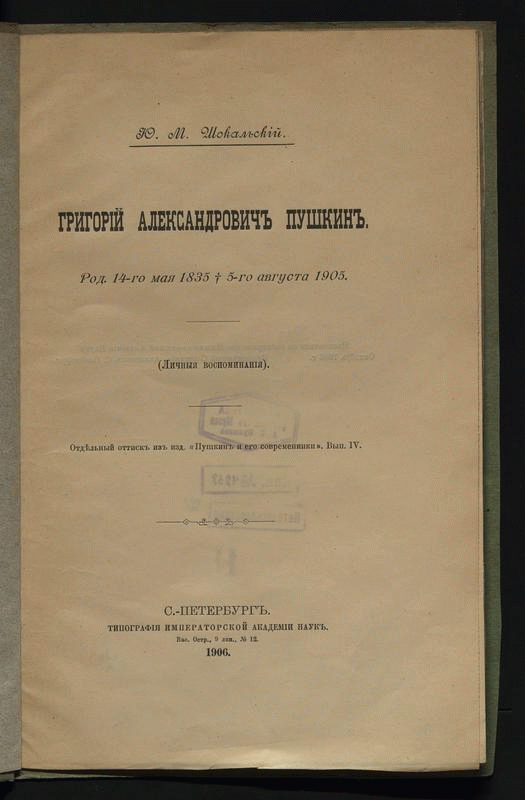 Ю. М. Шокальскій.
ГРИГОРІЙ АЛЕКСАНДРОВИЧЪ ПУШКИНЪ.
Род. 14-го мая 1835 † 5-го августа 1905.
(Личныя воспоминанія).
Отдѣльный оттискъ изъ изд. «Пушкинъ и его современники». Вып. IV.
С.-ПЕТЕРБУРГЪ.
ТИПОГРАФІЯ ИМПЕРАТОРСКОЙ АКАДЕМІИ НАУКЪ.
Вас. Остр., 9 лин., № 12.
1906.